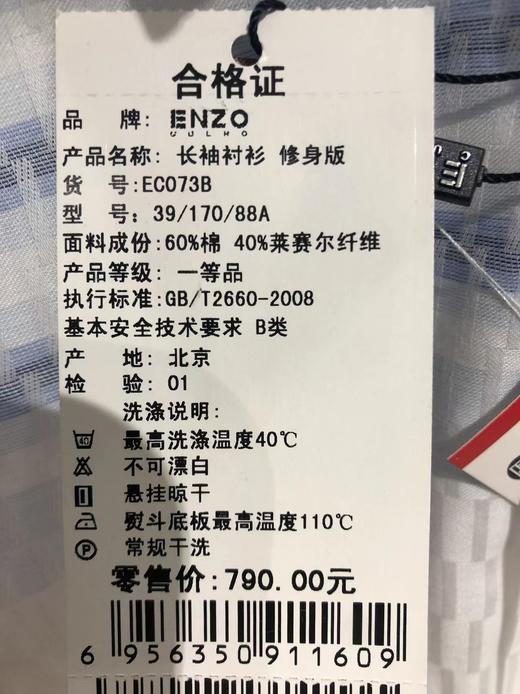 合格证
品 牌: ENZO
产品名称: 长袖衬衫 修身版
货 号:EC073B
型 号: 39/170/88A
面料成份:60%棉 40%莱赛尔纤维
产品等级: 一等品
执行标准:GB/T2660-2008
基本安全技术要求 B类
产 地: 北京
检 验: 01
洗涤说明:
40
最高洗涤温度40℃
不可漂白
悬挂晾干
熨斗底板最高温度110℃
P
常规干洗
零售价:790.00元
6 956350 911609